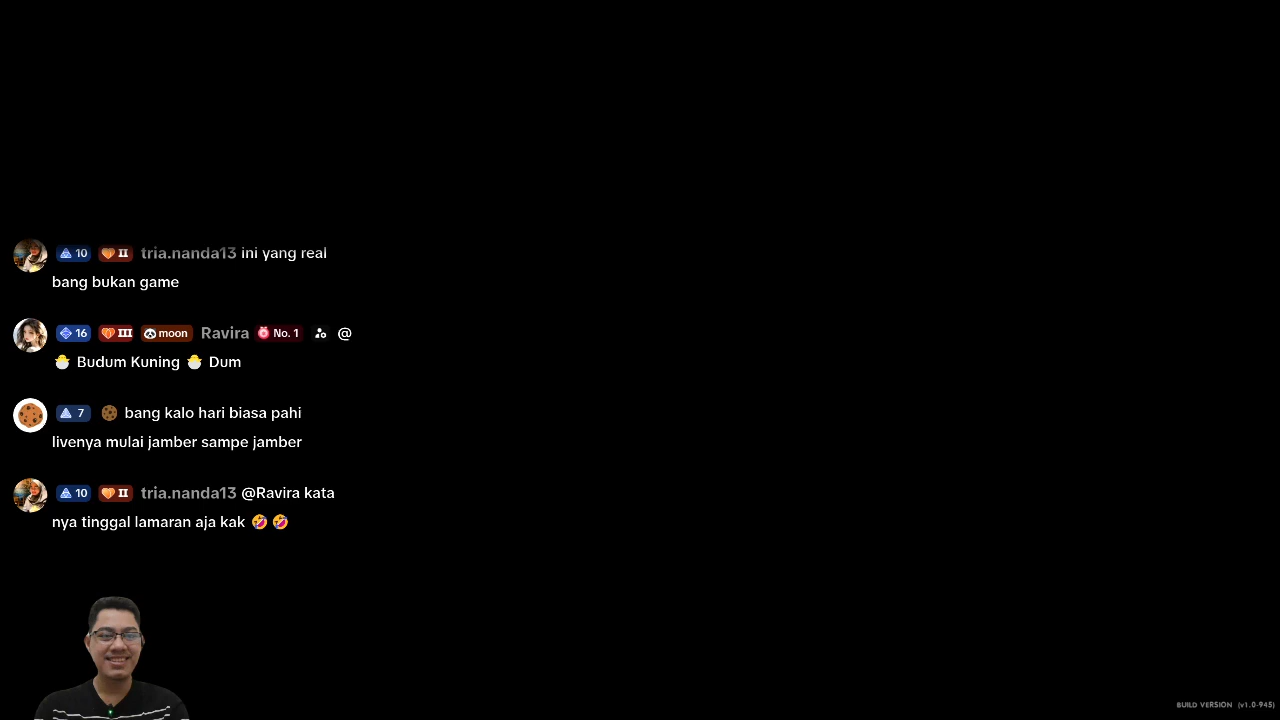 10 II tria.nanda13 ini yang real
bang bukan game
16 III moon Ravira No. 1 @
🐣 Budum Kuning 🐣 Dum
7 🍪 bang kalo hari biasa pahi
livenya mulai jamber sampe jamber
10 II tria.nanda13 @Ravira kata
nya tinggal lamaran aja kak 🤣 🤣
BUILD VERSION (v1.0-945)